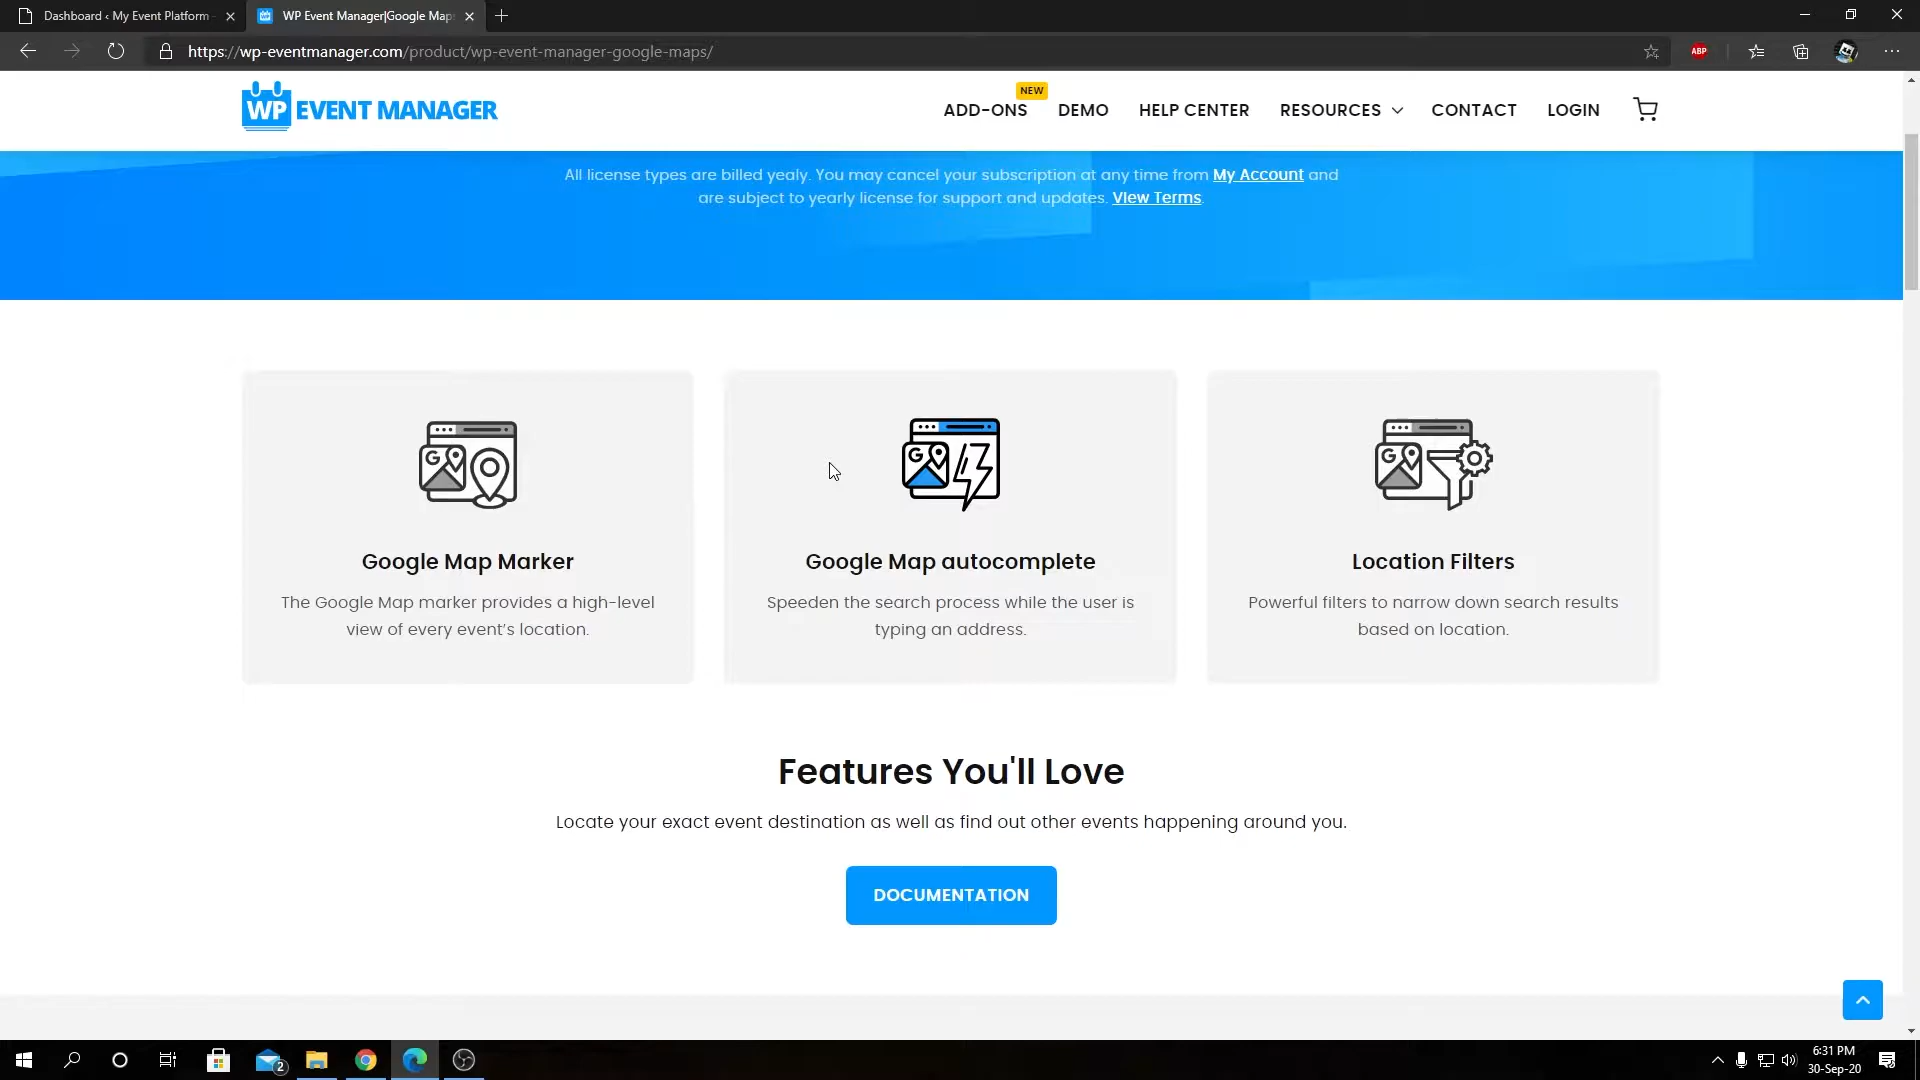 Dashboard ‹ My Event Platform
WP Event Manager|Google Maps
https://wp-eventmanager.com/product/wp-event-manager-google-maps/
ABP
WP EVENT MANAGER
NEW
ADD-ONS
DEMO
HELP CENTER
RESOURCES
CONTACT
LOGIN
All license types are billed yealy. You may cancel your subscription at any time from My Account and
are subject to yearly license for support and updates. View Terms.
G
G
G
Google Map Marker
Google Map autocomplete
Location Filters
The Google Map marker provides a high-level
view of every event's location.
Speeden the search process while the user is
typing an address.
Powerful filters to narrow down search results
based on location.
Features You'll Love
Locate your exact event destination as well as find out other events happening around you.
DOCUMENTATION
2
6:31 PM
30-Sep-20